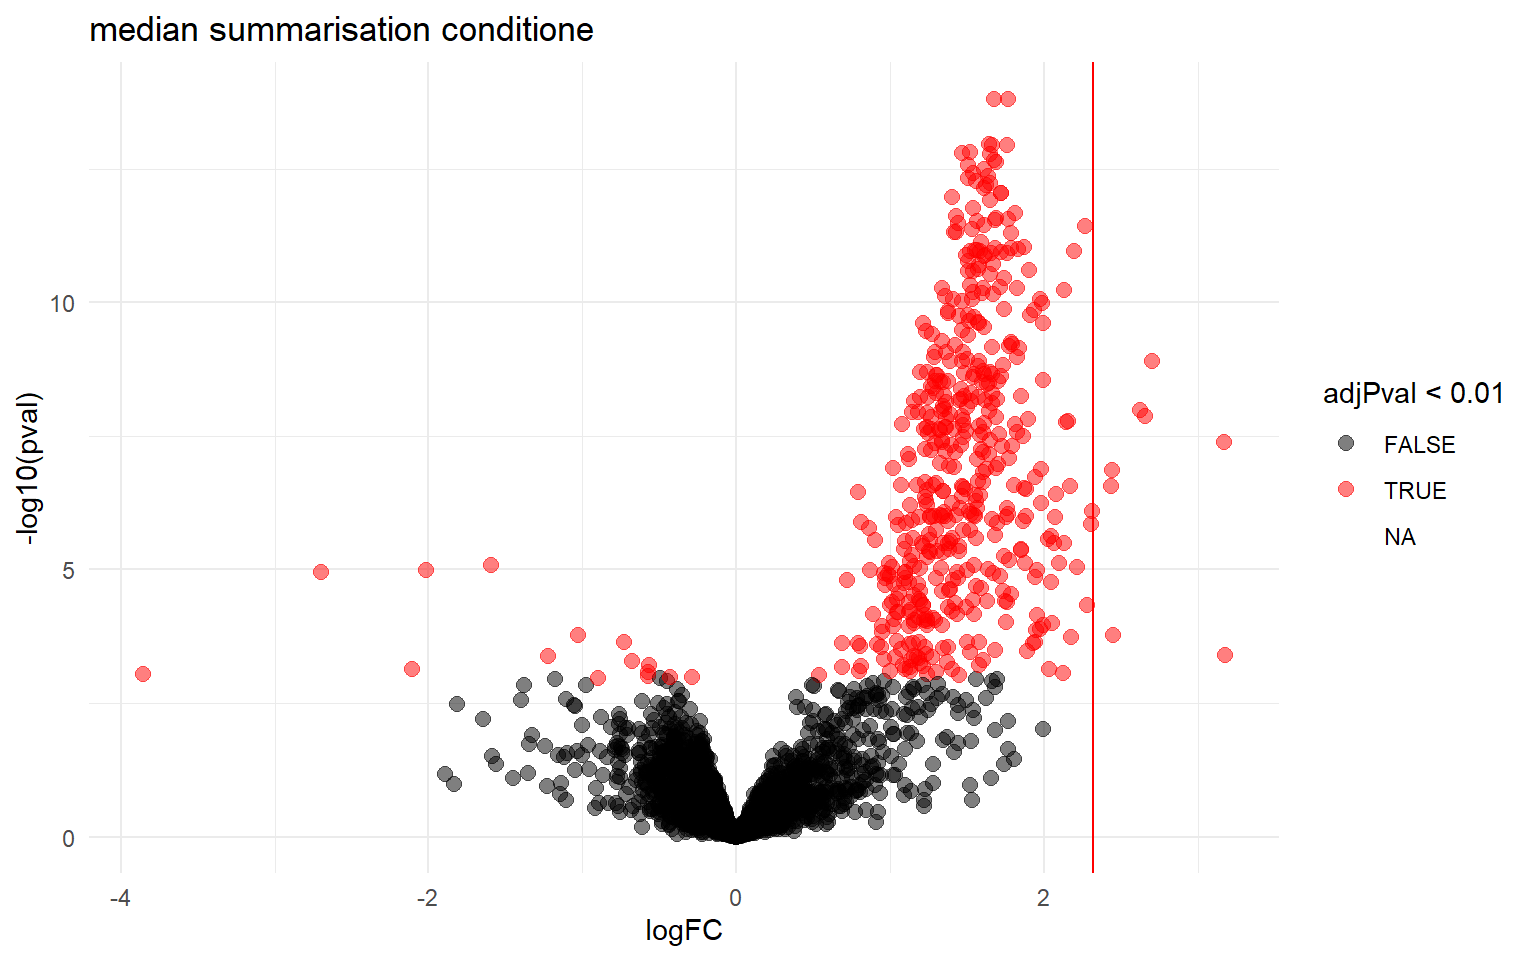 median summarisation conditione
-log10(pval)
10
5
0
-4
-2
0
2
logFC
adjPval < 0.01
FALSE
TRUE
NA